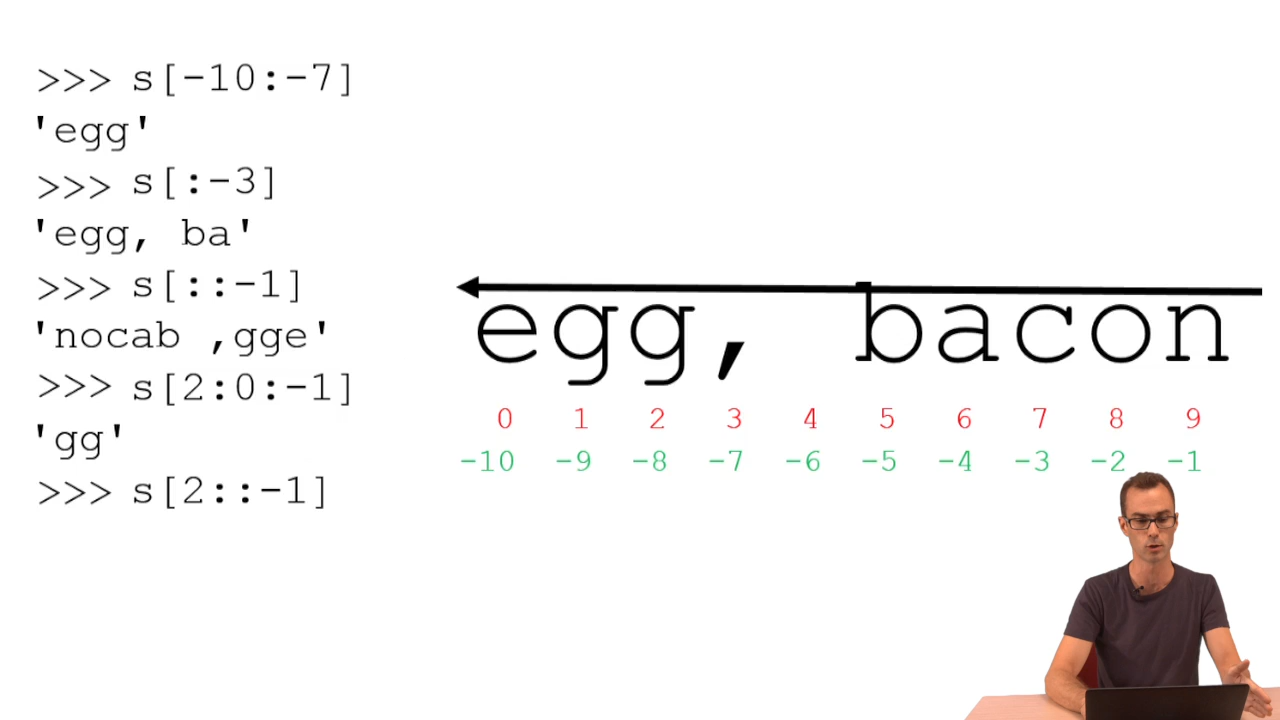 >>> s[-10:-7]
'egg'
>>> s[:-3]
'egg, ba'
>>> s[::-1]
'nocab ,gge'
>>> s[2:0:-1]
'gg'
>>> s[2::-1]
egg, bacon
0 1 2 3 4 5 6 7 8 9
-10 -9 -8 -7 -6 -5 -4 -3 -2 -1